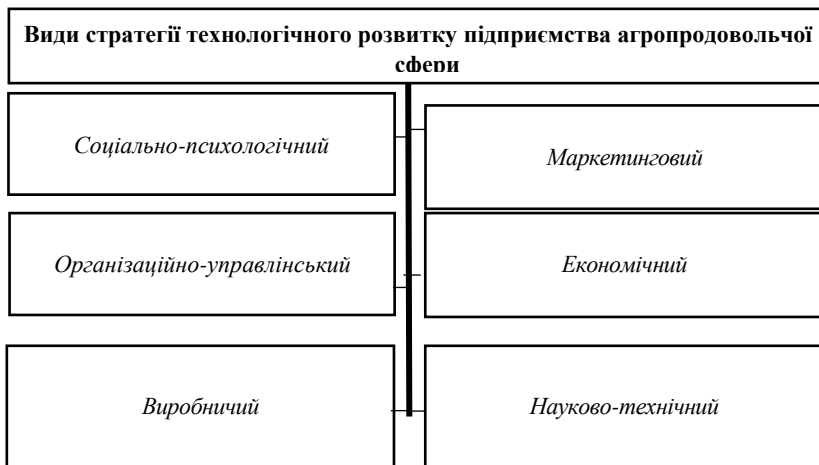 Види стратегії технологічного розвитку підприємства агропродовольчої
сфери
Соціально-психологічний
Маркетинговий
Організаційно-управлінський
Економічний
Виробничий
Науково-технічний